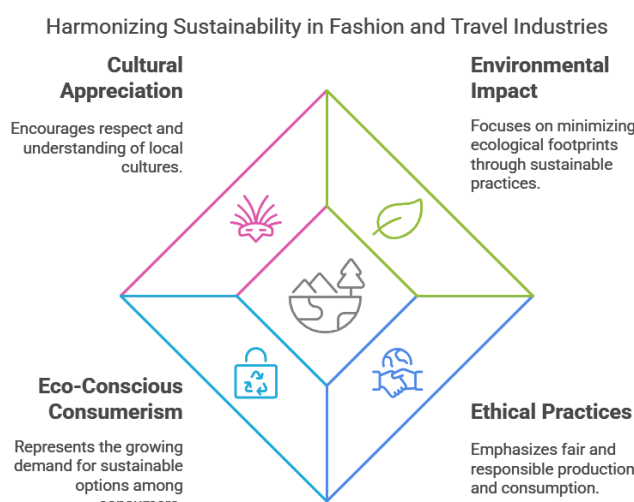 Harmonizing Sustainability in Fashion and Travel Industries
Cultural
Appreciation
Encourages respect and
understanding of local
cultures.
Environmental
Impact
Focuses on minimizing
ecological footprints
through sustainable
practices.
Eco-Conscious
Consumerism
Represents the growing
demand for sustainable
options among
consumers.
Ethical Practices
Emphasizes fair and
responsible production
and consumption.